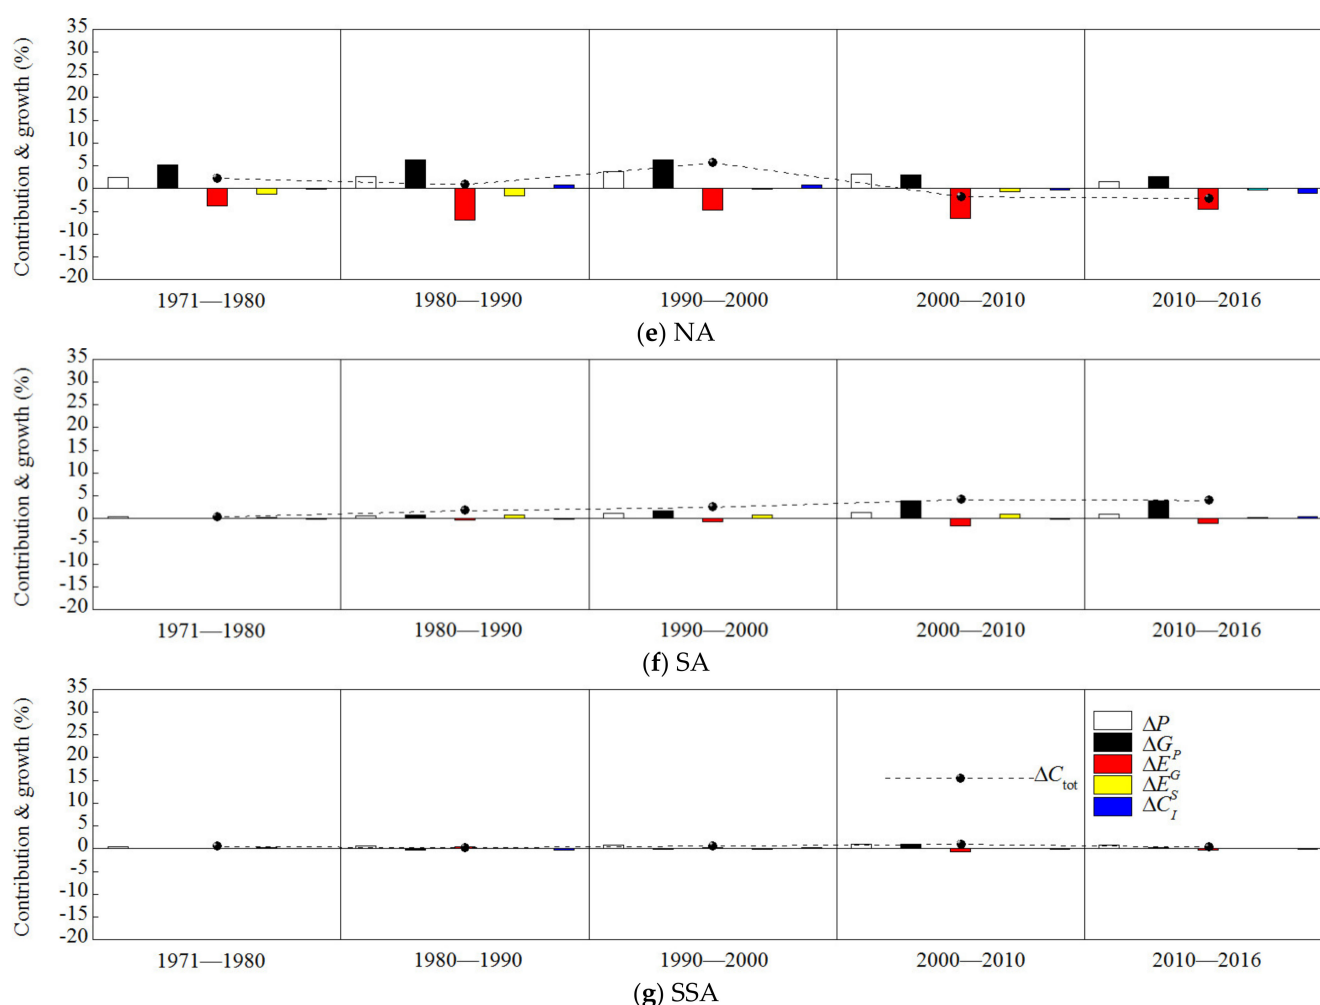 Contribution & growth (%)
35
30
25
20
15
10
5
0
-5
-10
-15
-20
1971—1980 1980—1990 1990—2000 2000—2010 2010—2016
(e) NA
Contribution & growth (%)
35
30
25
20
15
10
5
0
-5
-10
-15
-20
1971—1980 1980—1990 1990—2000 2000—2010 2010—2016
(f) SA
Contribution & growth (%)
35
30
25
20
15
10
5
0
-5
-10
-15
-20
ΔC_tot
ΔP
ΔG_P
ΔE_G
ΔE_S
ΔC_I
1971—1980 1980—1990 1990—2000 2000—2010 2010—2016
(g) SSA